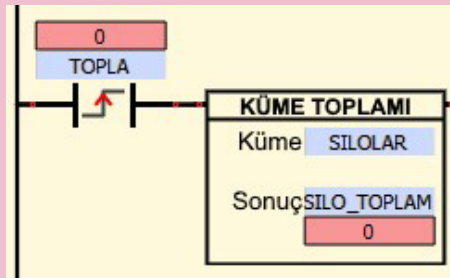 0
TOPLA
KÜME TOPLAMI
Küme SILOLAR
Sonuç SILO_TOPLAM
0